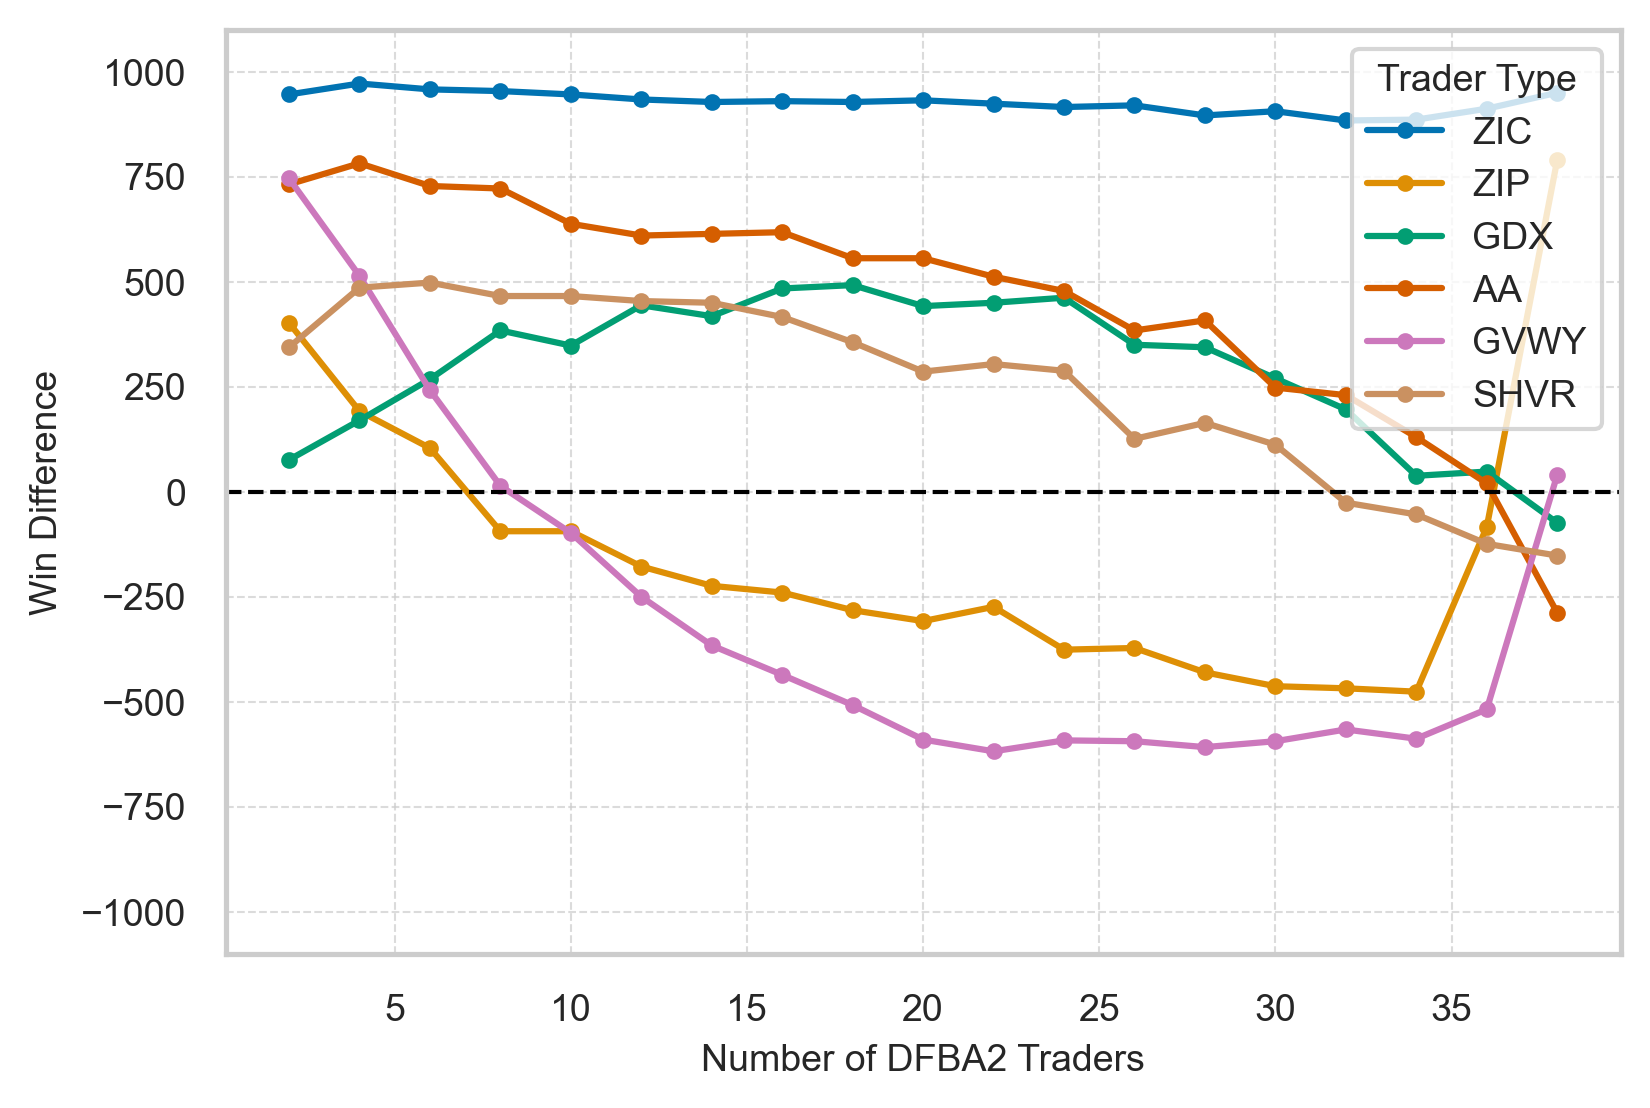 Win Difference
1000
750
500
250
0
−250
−500
−750
−1000
Trader Type
ZIC
ZIP
GDX
AA
GVWY
SHVR
5 10 15 20 25 30 35
Number of DFBA2 Traders